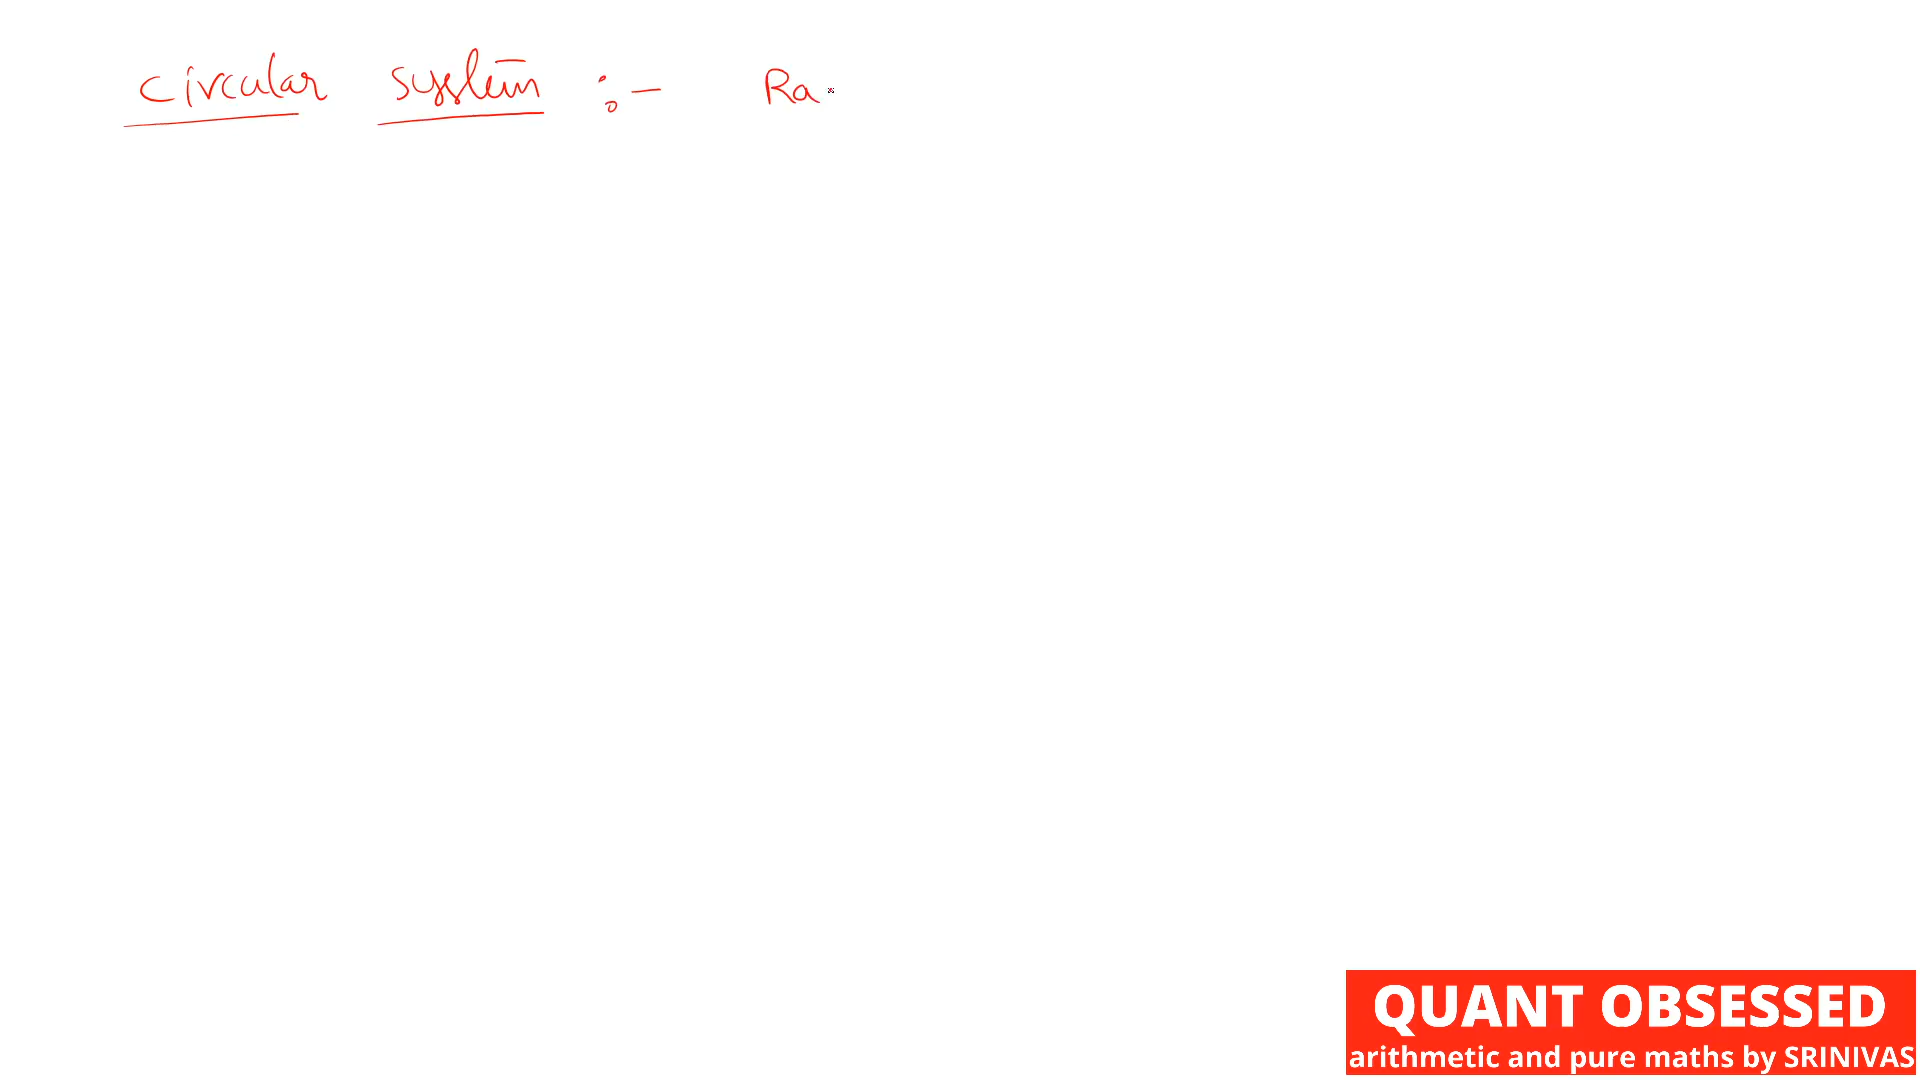 circular system :- Ra
QUANT OBSESSED
arithmetic and pure maths by SRINIVAS